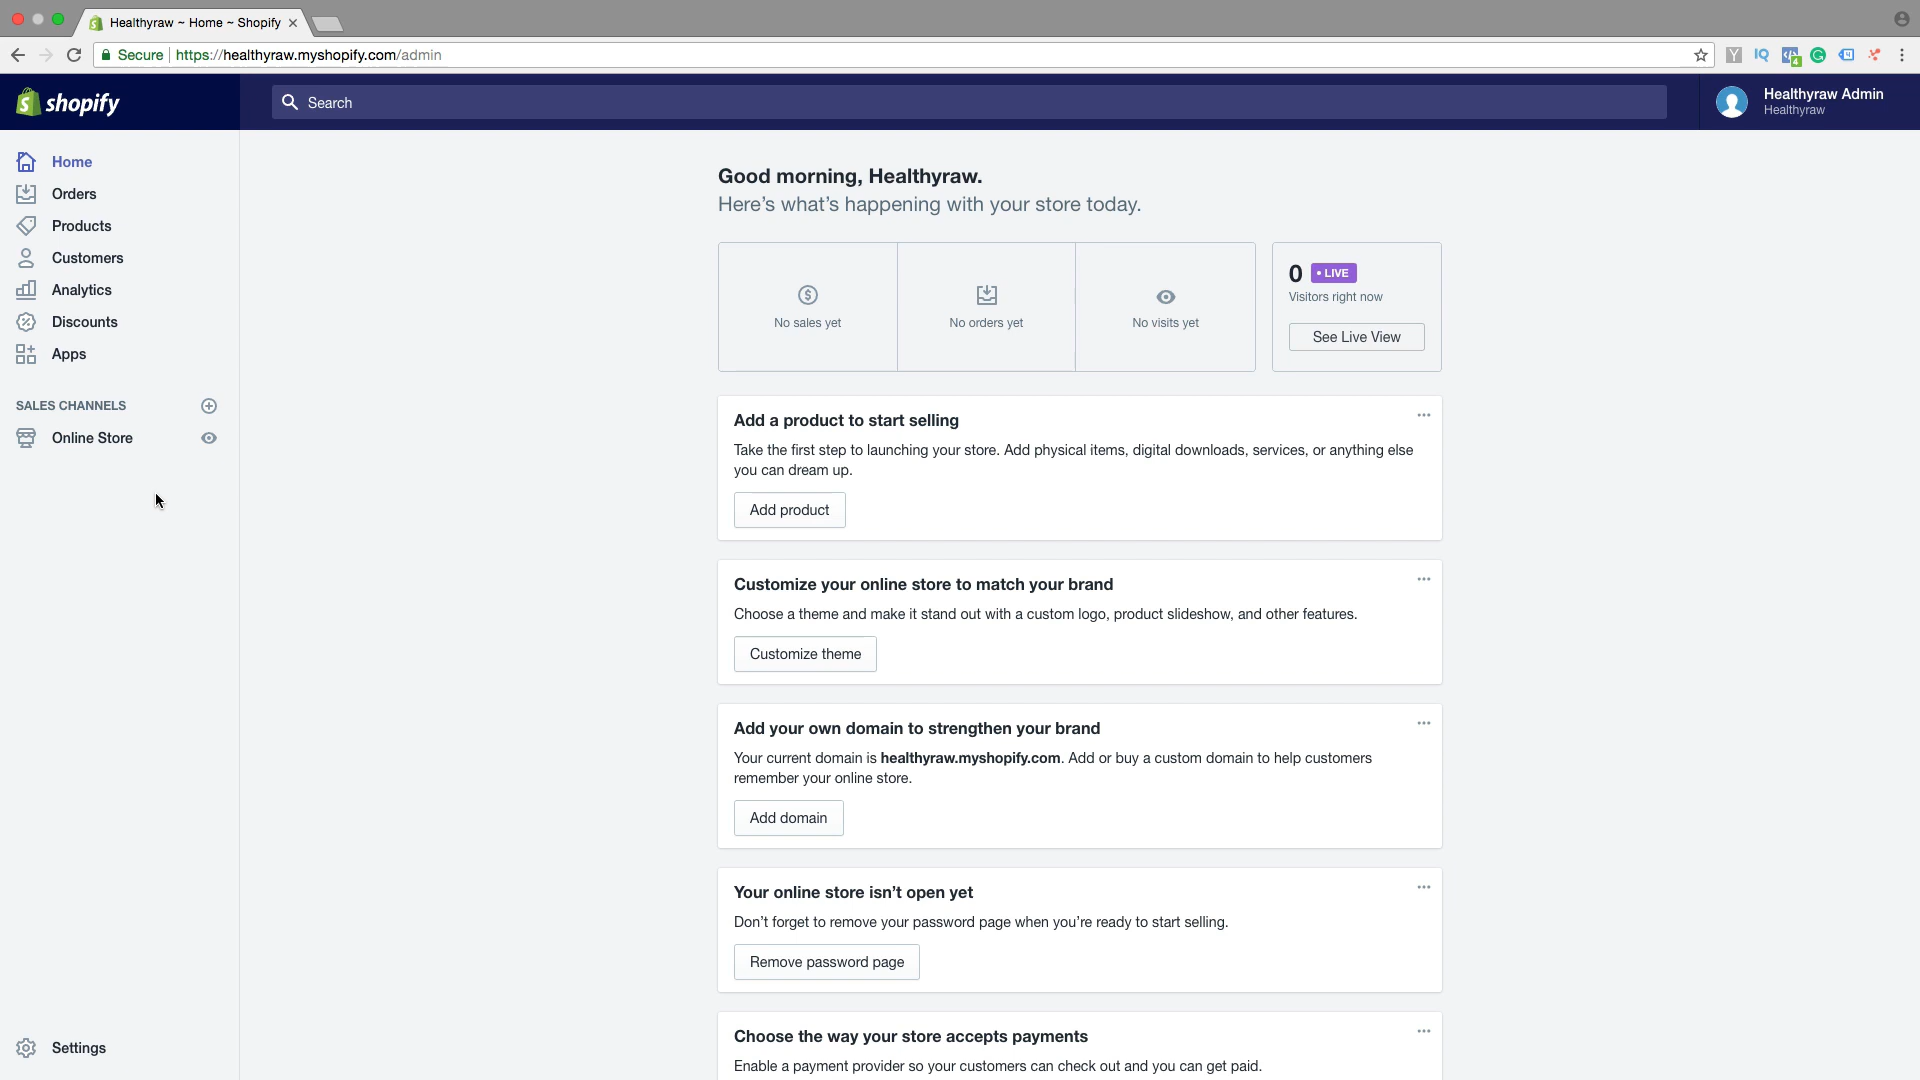 Healthyraw ~ Home ~ Shopify
Secure https://healthyraw.myshopify.com/admin
4
shopify
Search
Healthyraw Admin
Healthyraw
Home
Orders
Products
Customers
Analytics
Discounts
Apps
SALES CHANNELS
Online Store
Settings
Good morning, Healthyraw.
Here's what's happening with your store today.
No sales yet
No orders yet
No visits yet
0 • LIVE
Visitors right now
See Live View
Add a product to start selling
Take the first step to launching your store. Add physical items, digital downloads, services, or anything else
you can dream up.
Add product
Customize your online store to match your brand
Choose a theme and make it stand out with a custom logo, product slideshow, and other features.
Customize theme
Add your own domain to strengthen your brand
Your current domain is healthyraw.myshopify.com. Add or buy a custom domain to help customers
remember your online store.
Add domain
Your online store isn't open yet
Don't forget to remove your password page when you're ready to start selling.
Remove password page
Choose the way your store accepts payments
Enable a payment provider so your customers can check out and you can get paid.